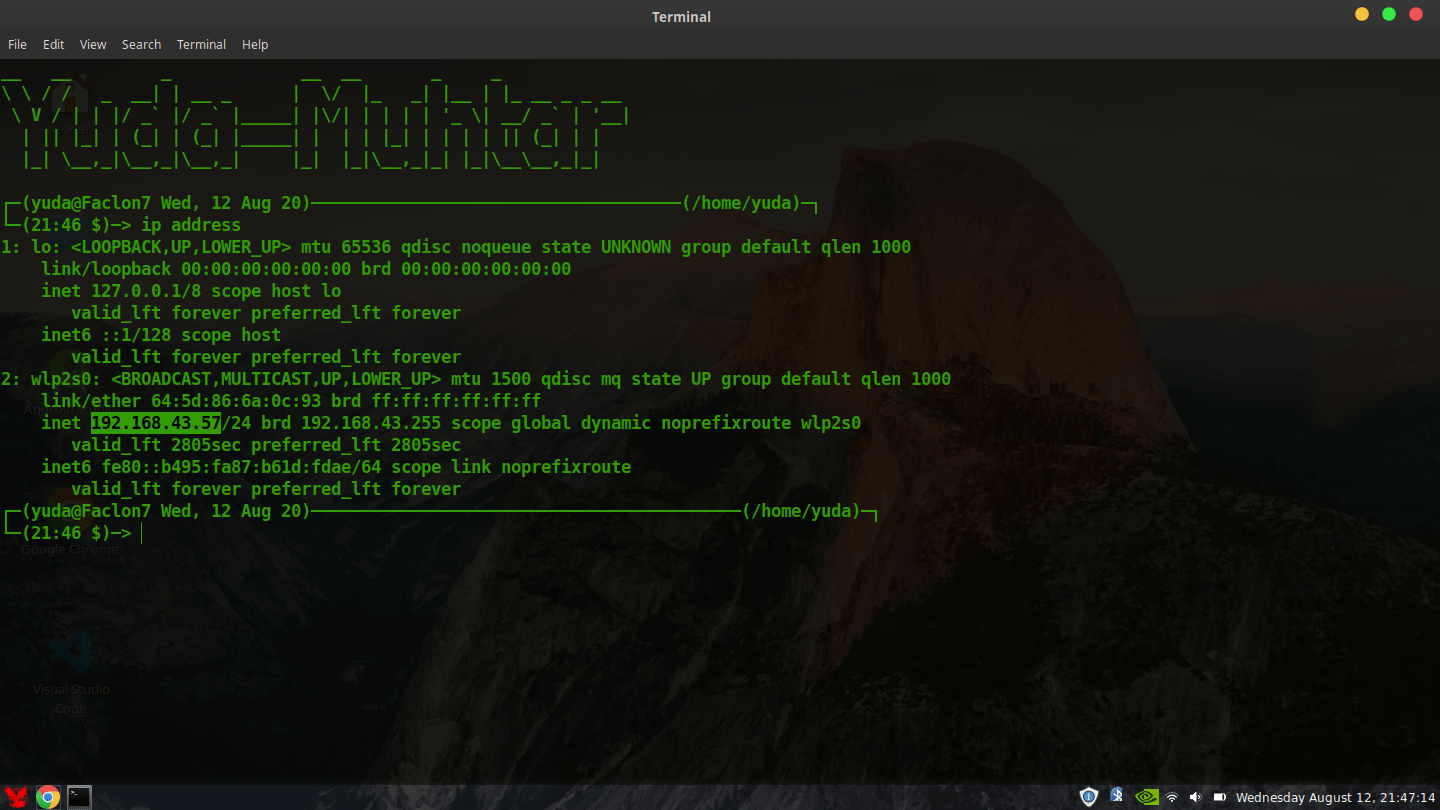 Terminal
File Edit View Search Terminal Help
Yuda-Muhtar
(yuda@Faclon7 Wed, 12 Aug 20) (/home/yuda)
(21:46 $)─> ip address
1: lo: <LOOPBACK,UP,LOWER_UP> mtu 65536 qdisc noqueue state UNKNOWN group default qlen 1000
link/loopback 00:00:00:00:00:00 brd 00:00:00:00:00:00
inet 127.0.0.1/8 scope host lo
valid_lft forever preferred_lft forever
inet6 ::1/128 scope host
valid_lft forever preferred_lft forever
2: wlp2s0: <BROADCAST,MULTICAST,UP,LOWER_UP> mtu 1500 qdisc mq state UP group default qlen 1000
link/ether 64:5d:86:6a:0c:93 brd ff:ff:ff:ff:ff:ff
inet 192.168.43.57/24 brd 192.168.43.255 scope global dynamic noprefixroute wlp2s0
valid_lft 2805sec preferred_lft 2805sec
inet6 fe80::b495:fa87:b61d:fdae/64 scope link noprefixroute
valid_lft forever preferred_lft forever
(yuda@Faclon7 Wed, 12 Aug 20) (/home/yuda)
(21:46 $)─>
Google Chrome
Visual Studio
Code
Wednesday August 12, 21:47:14